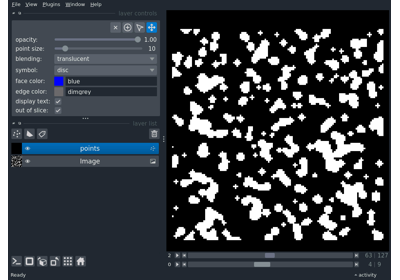 File View Plugins Window Help
layer controls
opacity: 1.00
point size: 10
blending: translucent
symbol: disc
face color: blue
edge color: dimgrey
display text:
out of slice:
layer list
points
Image
2 63 127
0 4 9
Ready activity